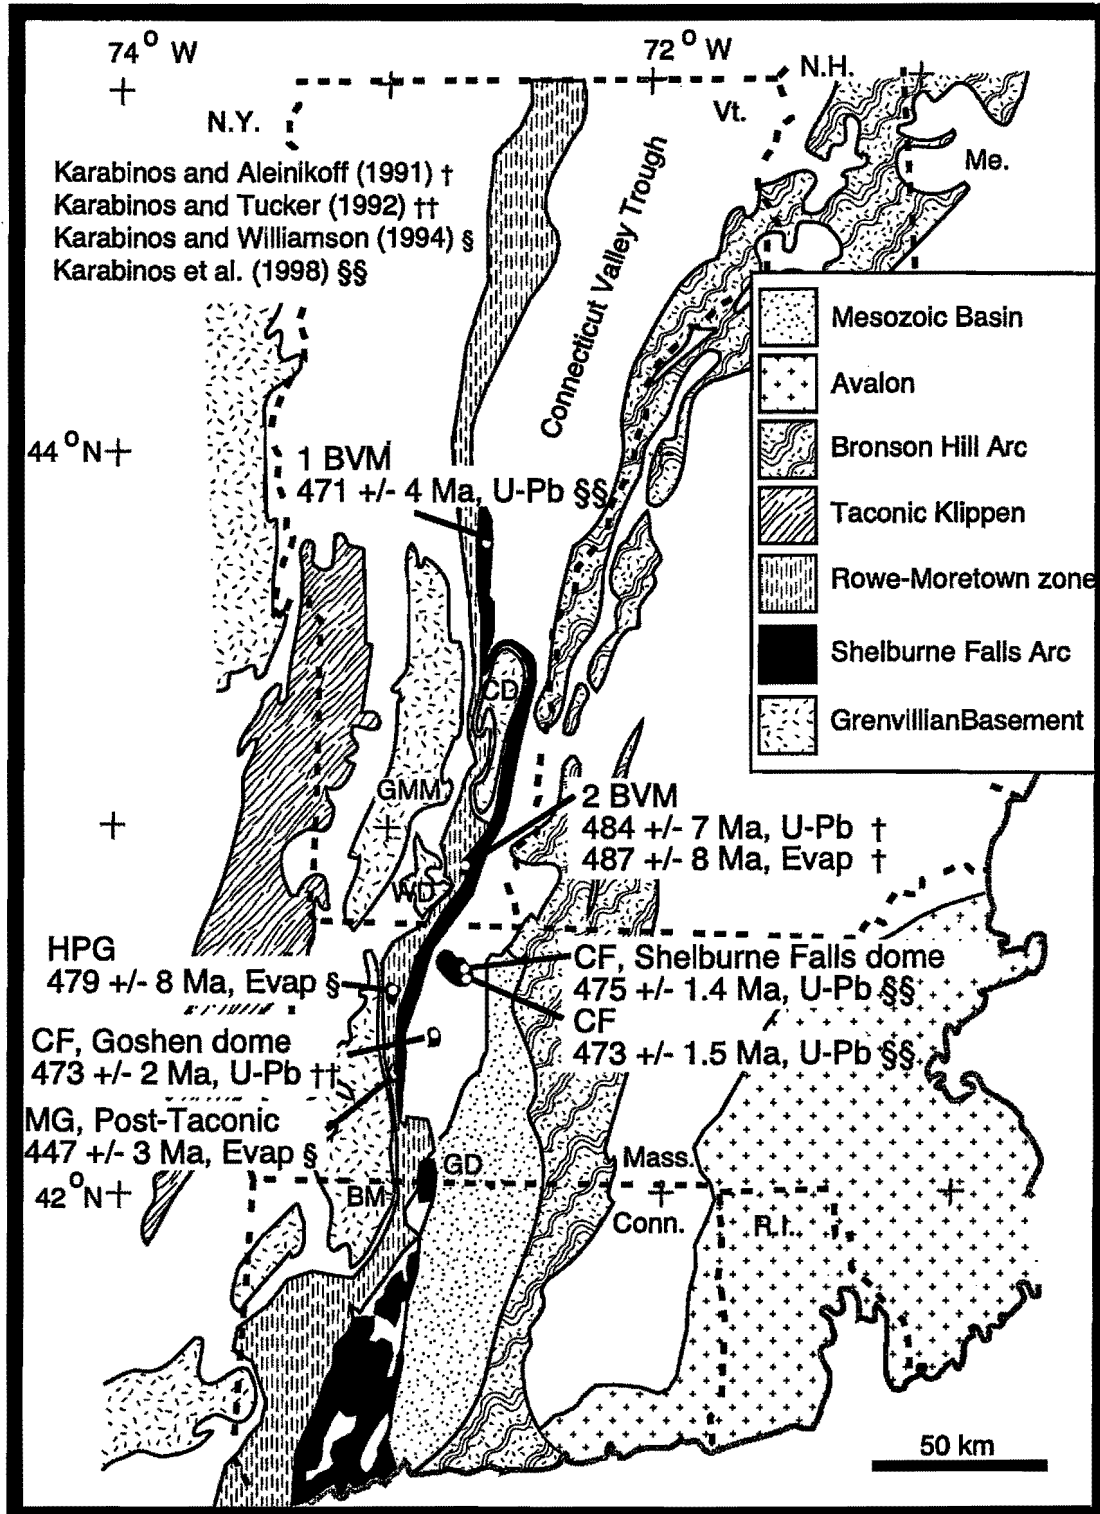 74° W
72° W
N.H.
N.Y.
Vt.
Me.
Karabinos and Aleinikoff (1991) †
Karabinos and Tucker (1992) ††
Karabinos and Williamson (1994) §
Karabinos et al. (1998) §§
Connecticut Valley Trough
Mesozoic Basin
Avalon
Bronson Hill Arc
Taconic Klippen
Rowe-Moretown zone
Shelburne Falls Arc
GrenvillianBasement
44°N
1 BVM
471 +/- 4 Ma, U-Pb §§
CD
GMM
2 BVM
484 +/- 7 Ma, U-Pb †
487 +/- 8 Ma, Evap †
WD
HPG
479 +/- 8 Ma, Evap §
CF, Shelburne Falls dome
475 +/- 1.4 Ma, U-Pb §§
CF
473 +/- 1.5 Ma, U-Pb §§
CF, Goshen dome
473 +/- 2 Ma, U-Pb ††
MG, Post-Taconic
447 +/- 3 Ma, Evap §
GD
Mass.
42°N
BM
Conn.
R.I.
50 km